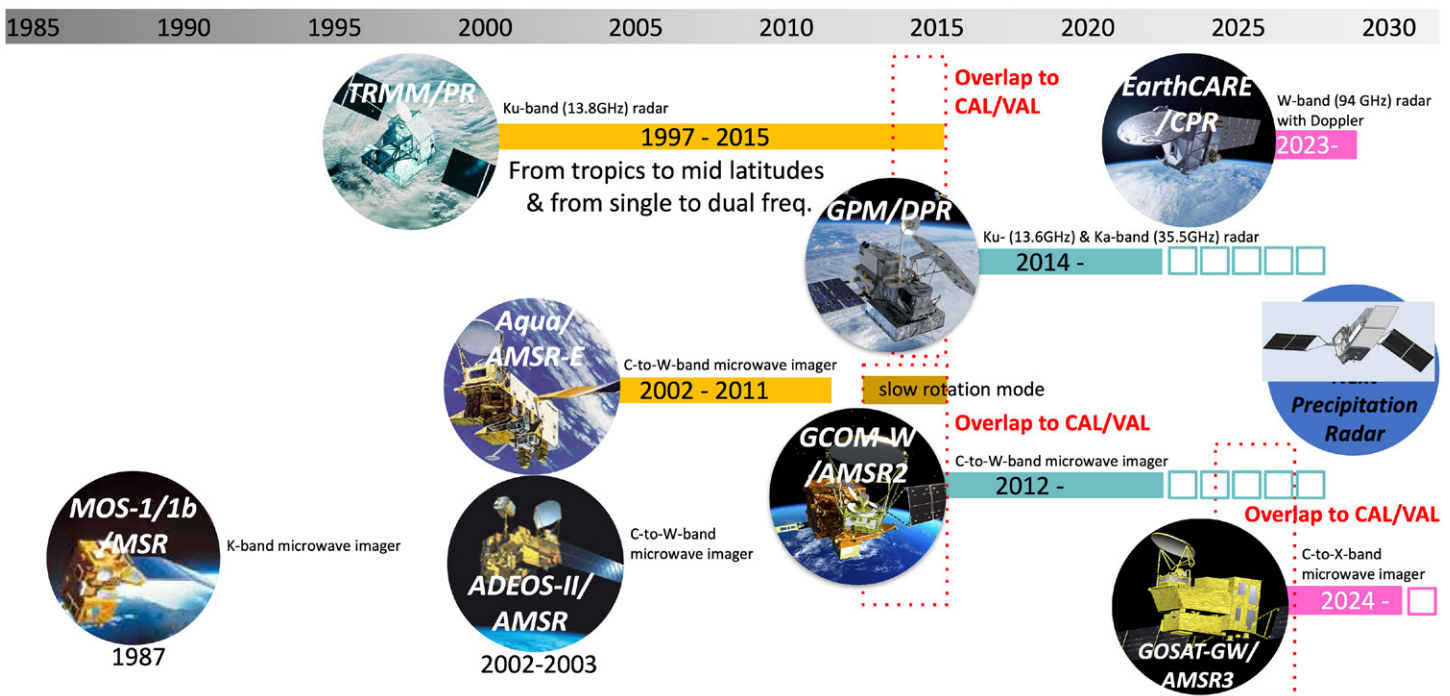 1985 1990 1995 2000 2005 2010 2015 2020 2025 2030
TRMM/PR
Ku-band (13.8GHz) radar
1997 - 2015
From tropics to mid latitudes
& from single to dual freq.
Overlap to
CAL/VAL
EarthCARE
/CPR
W-band (94 GHz) radar
with Doppler
2023-
GPM/DPR
Ku- (13.6GHz) & Ka-band (35.5GHz) radar
2014 -
Aqua/
AMSR-E
C-to-W-band microwave imager
2002 - 2011
slow rotation mode
Next
Precipitation
Radar
Overlap to CAL/VAL
GCOM-W
/AMSR2
C-to-W-band microwave imager
2012 -
MOS-1/1b
/MSR
K-band microwave imager
1987
ADEOS-II/
AMSR
C-to-W-band
microwave imager
2002-2003
Overlap to CAL/VAL
GOSAT-GW/
AMSR3
C-to-X-band
microwave imager
2024 -